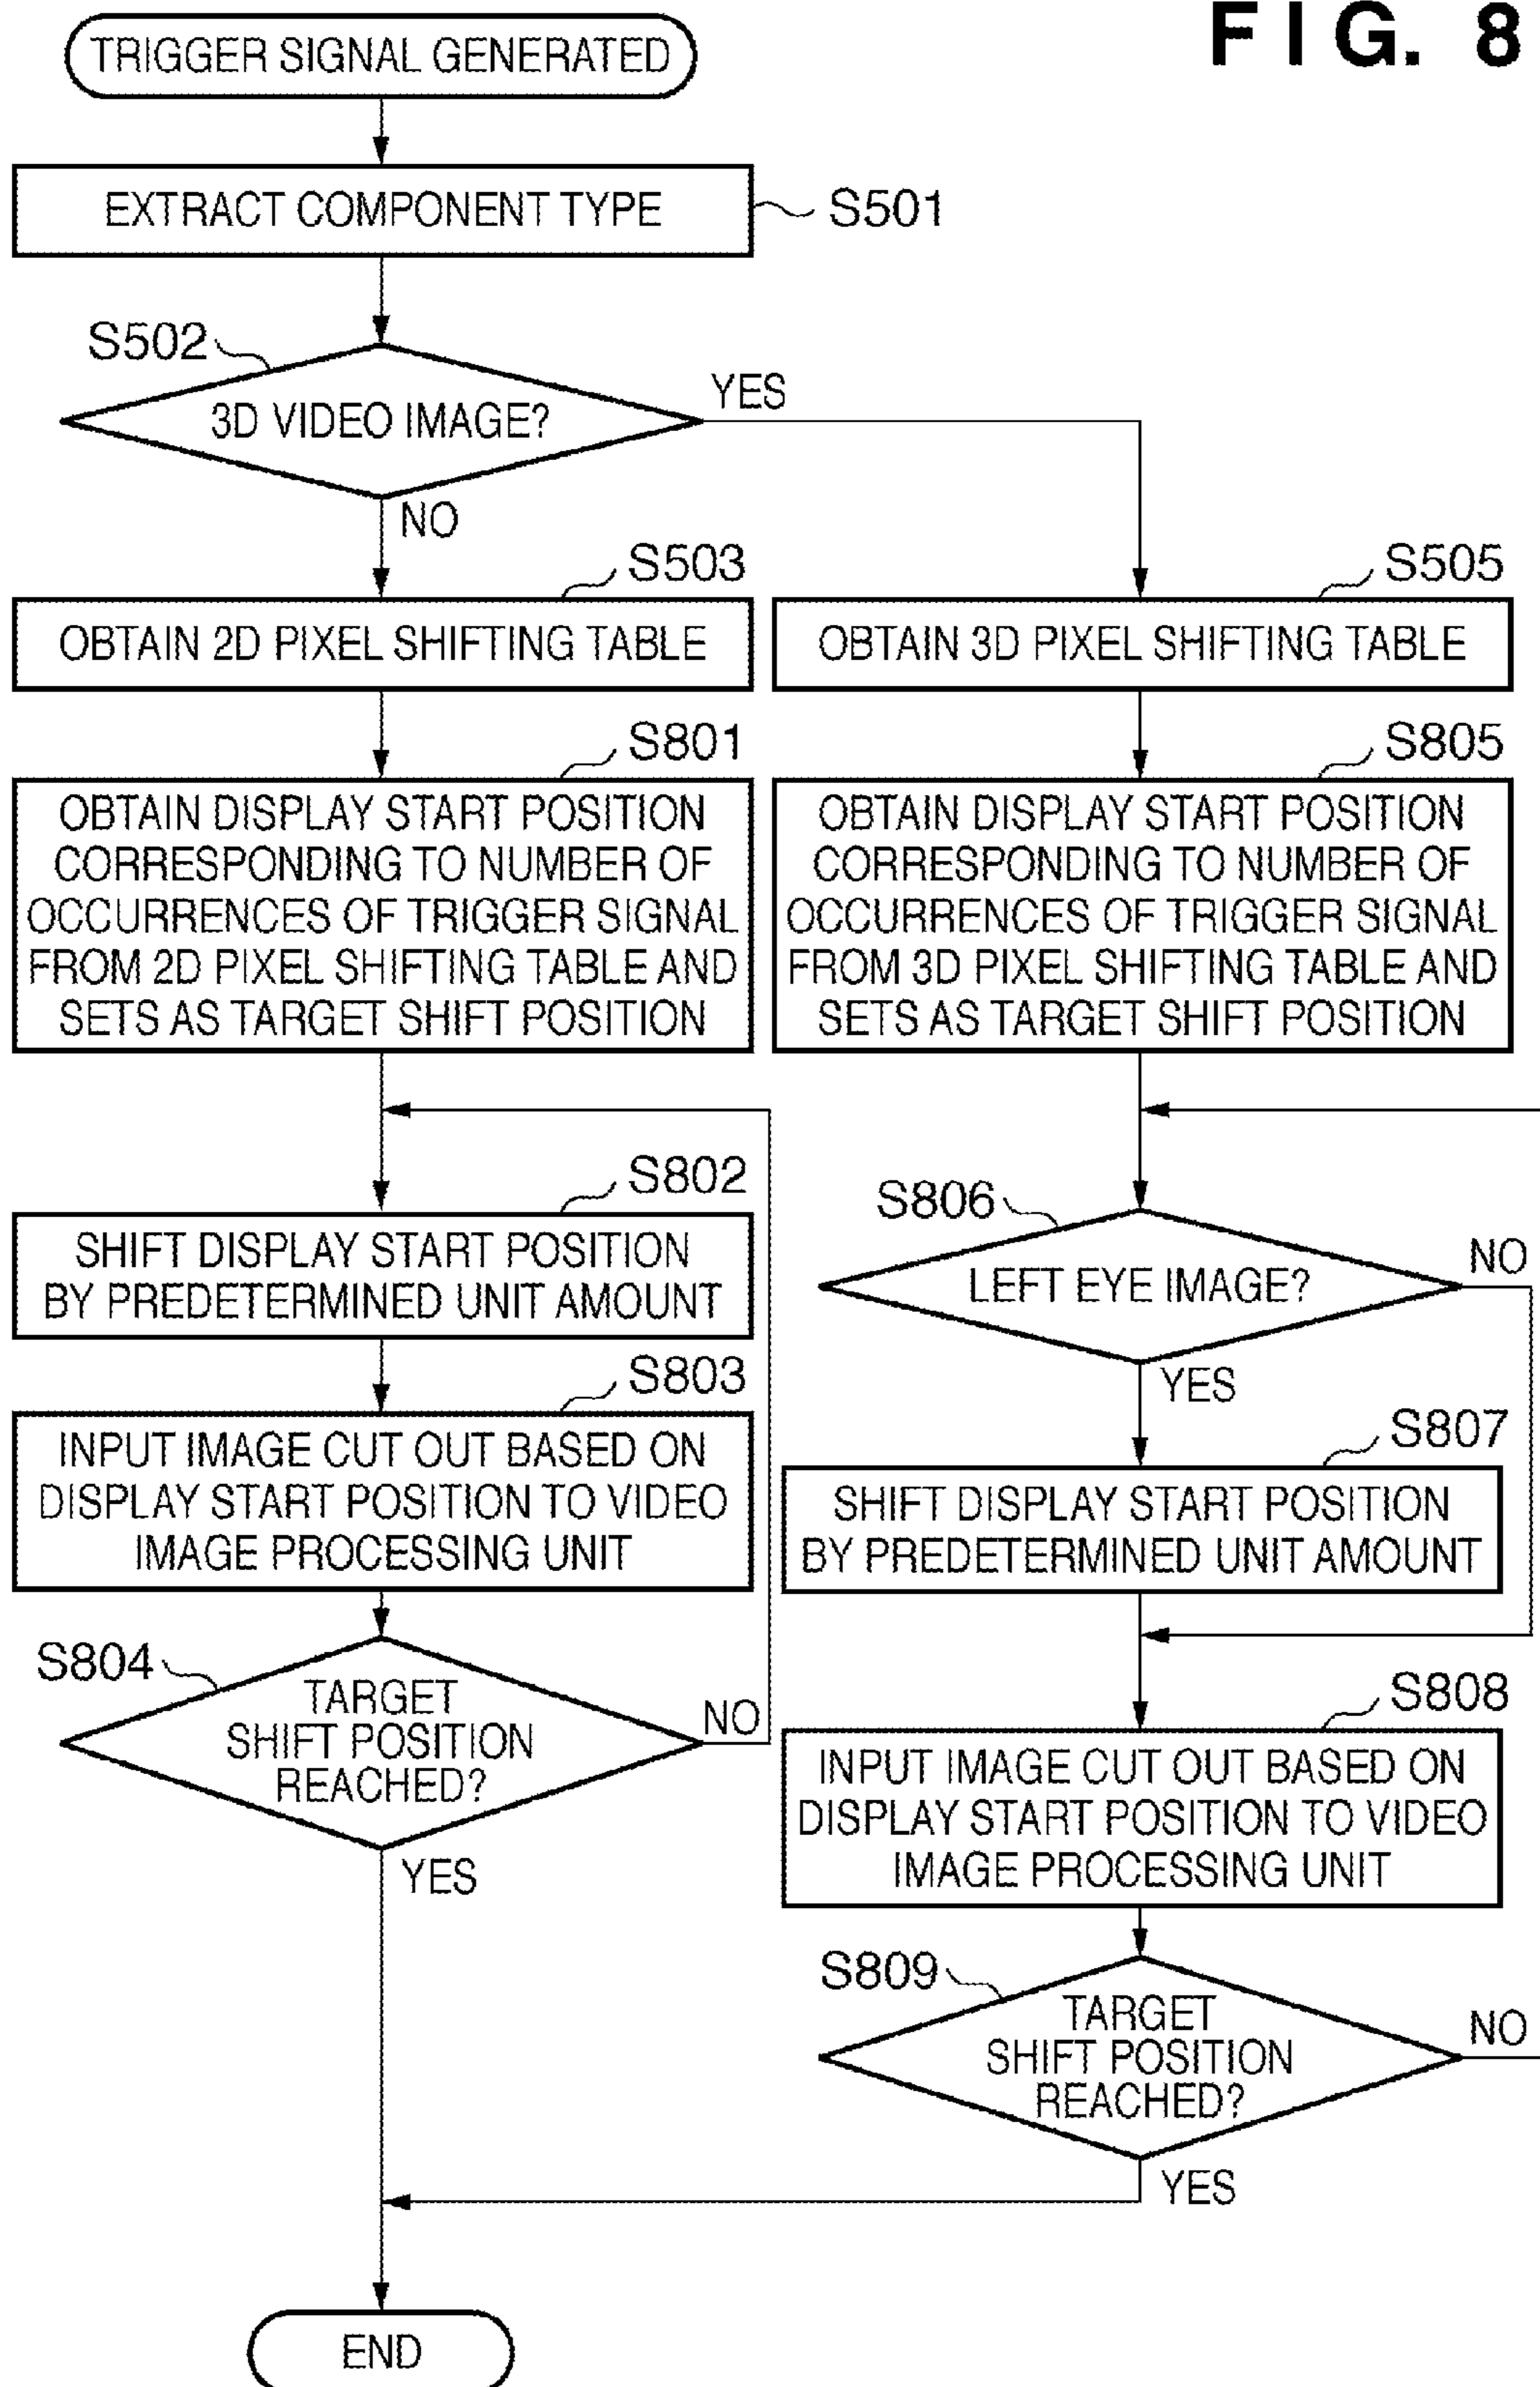 FIG. 8
TRIGGER SIGNAL GENERATED
EXTRACT COMPONENT TYPE
S501
S502
3D VIDEO IMAGE?
YES
NO
S503
OBTAIN 2D PIXEL SHIFTING TABLE
S505
OBTAIN 3D PIXEL SHIFTING TABLE
S801
OBTAIN DISPLAY START POSITION
CORRESPONDING TO NUMBER OF
OCCURRENCES OF TRIGGER SIGNAL
FROM 2D PIXEL SHIFTING TABLE AND
SETS AS TARGET SHIFT POSITION
S805
OBTAIN DISPLAY START POSITION
CORRESPONDING TO NUMBER OF
OCCURRENCES OF TRIGGER SIGNAL
FROM 3D PIXEL SHIFTING TABLE AND
SETS AS TARGET SHIFT POSITION
S802
SHIFT DISPLAY START POSITION
BY PREDETERMINED UNIT AMOUNT
S803
INPUT IMAGE CUT OUT BASED ON
DISPLAY START POSITION TO VIDEO
IMAGE PROCESSING UNIT
S804
TARGET
SHIFT POSITION
REACHED?
NO
YES
S806
LEFT EYE IMAGE?
NO
YES
S807
SHIFT DISPLAY START POSITION
BY PREDETERMINED UNIT AMOUNT
S808
INPUT IMAGE CUT OUT BASED ON
DISPLAY START POSITION TO VIDEO
IMAGE PROCESSING UNIT
S809
TARGET
SHIFT POSITION
REACHED?
NO
YES
END